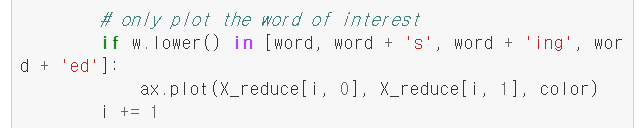 # only plot the word of interest
if w.lower() in [word, word + 's', word + 'ing', wor
d + 'ed']:
ax.plot(X_reduce[i, 0], X_reduce[i, 1], color)
i += 1